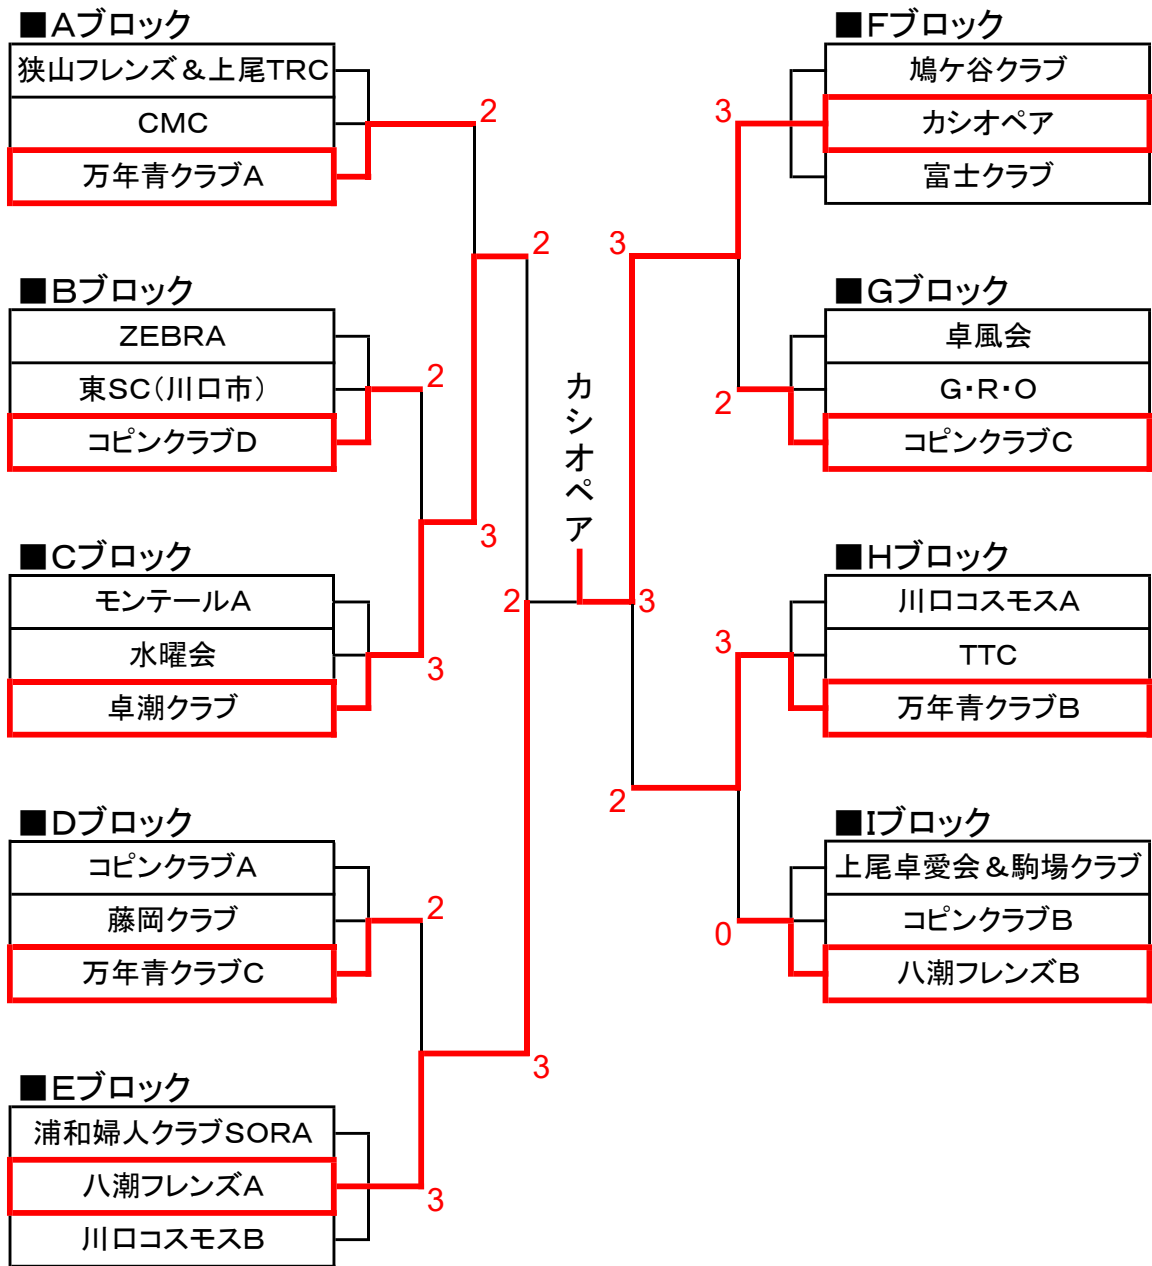 ■Aブロック
狭山フレンズ&上尾TRC
CMC
万年青クラブA
2
■Bブロック
ZEBRA
東SC(川口市)
コピンクラブD
2
2
■Cブロック
モンテールA
水曜会
卓潮クラブ
3
3
■Dブロック
コピンクラブA
藤岡クラブ
万年青クラブC
2
■Eブロック
浦和婦人クラブSORA
八潮フレンズA
川口コスモスB
3
3
2
カシオペア
3
■Fブロック
鳩ケ谷クラブ
カシオペア
富士クラブ
3
3
■Gブロック
卓風会
G・R・O
コピンクラブC
2
■Hブロック
川口コスモスA
TTC
万年青クラブB
3
2
■Iブロック
上尾卓愛会&駒場クラブ
コピンクラブB
八潮フレンズB
0